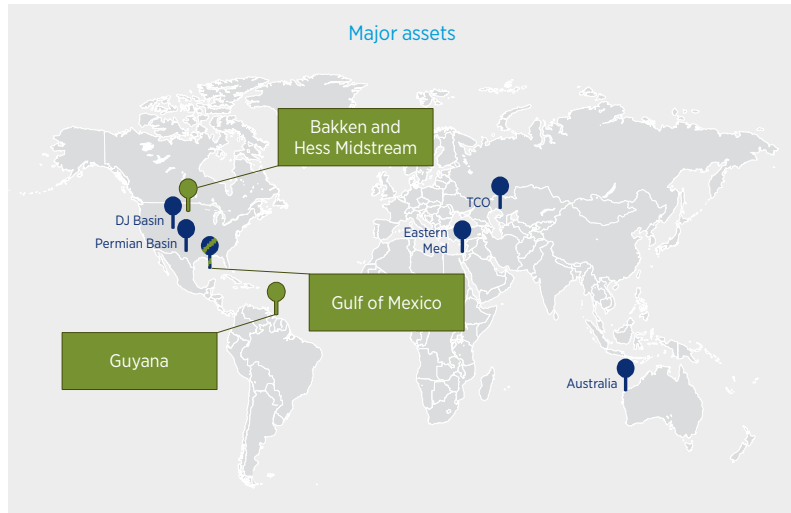 Major assets
Bakken and
Hess Midstream
TCO
DJ Basin
Eastern
Med
Permian Basin
Gulf of Mexico
Guyana
Australia